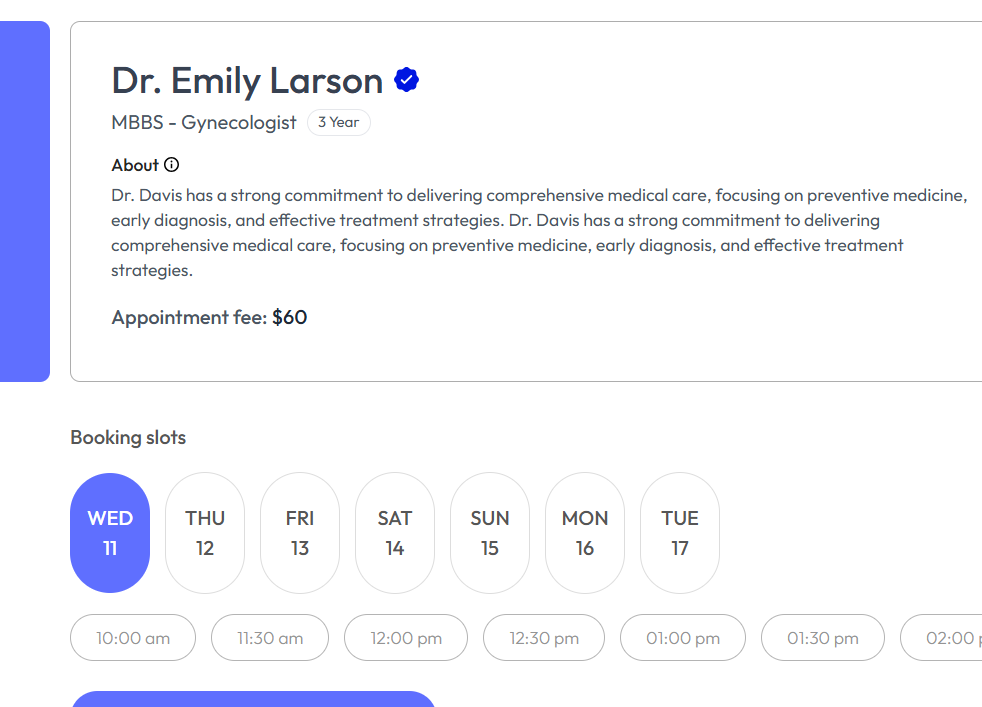 Dr. Emily Larson
MBBS - Gynecologist 3 Year
About
Dr. Davis has a strong commitment to delivering comprehensive medical care, focusing on preventive medicine,
early diagnosis, and effective treatment strategies. Dr. Davis has a strong commitment to delivering
comprehensive medical care, focusing on preventive medicine, early diagnosis, and effective treatment
strategies.
Appointment fee: $60
Booking slots
WED THU FRI SAT SUN MON TUE
11 12 13 14 15 16 17
10:00 am 11:30 am 12:00 pm 12:30 pm 01:00 pm 01:30 pm 02:00